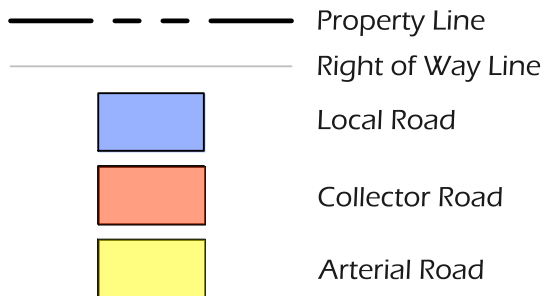 Property Line
Right of Way Line
Local Road
Collector Road
Arterial Road